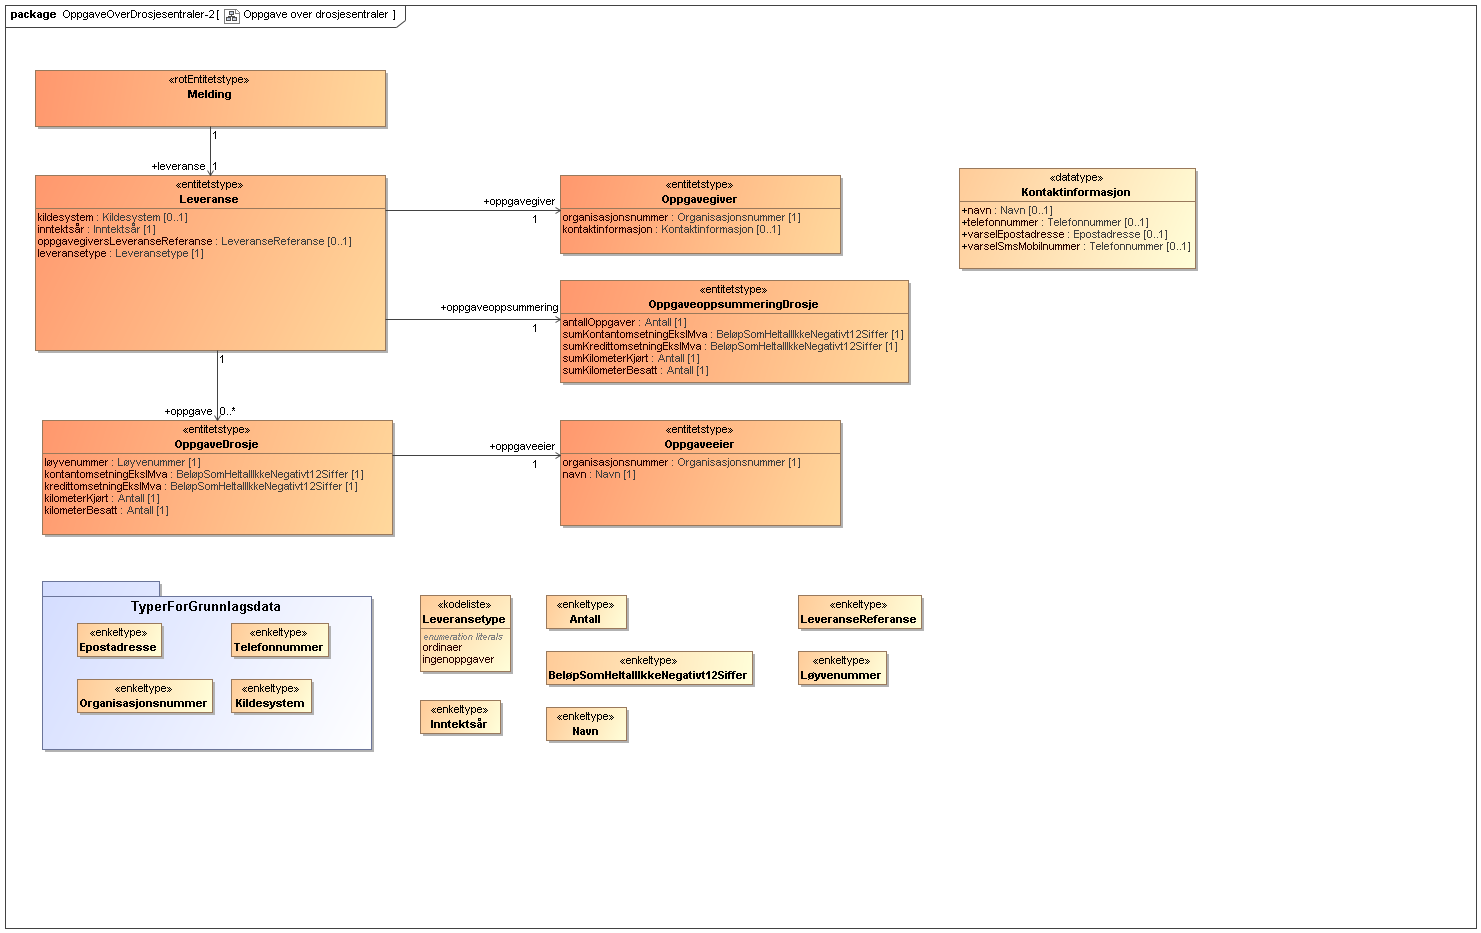 package OppgaveOverDrosjesentraler-2[ Oppgave over drosjesentraler ]
«rotEntitetstype»
Melding
1
+leveranse 1
«entitetstype»
Leveranse
kildesystem : Kildesystem [0..1]
inntektsår : Inntektsår [1]
oppgavegiversLeveranseReferanse : LeveranseReferanse [0..1]
leveransetype : Leveransetype [1]
+oppgavegiver
1
«entitetstype»
Oppgavegiver
organisasjonsnummer : Organisasjonsnummer [1]
kontaktinformasjon : Kontaktinformasjon [0..1]
«datatype»
Kontaktinformasjon
+navn : Navn [0..1]
+telefonnummer : Telefonnummer [0..1]
+varselEpostadresse : Epostadresse [0..1]
+varselSmsMobilnummer : Telefonnummer [0..1]
+oppgaveoppsummering
1
«entitetstype»
OppgaveoppsummeringDrosje
antallOppgaver : Antall [1]
sumKontantomsetningEkslMva : BeløpSomHeltallIkkeNegativt12Siffer [1]
sumKredittomsetningEkslMva : BeløpSomHeltallIkkeNegativt12Siffer [1]
sumKilometerKjørt : Antall [1]
sumKilometerBesatt : Antall [1]
1
+oppgave 0..*
«entitetstype»
OppgaveDrosje
løyvenummer : Løyvenummer [1]
kontantomsetningEkslMva : BeløpSomHeltallIkkeNegativt12Siffer [1]
kredittomsetningEkslMva : BeløpSomHeltallIkkeNegativt12Siffer [1]
kilometerKjørt : Antall [1]
kilometerBesatt : Antall [1]
+oppgaveeier
1
«entitetstype»
Oppgaveeier
organisasjonsnummer : Organisasjonsnummer [1]
navn : Navn [1]
TyperForGrunnlagsdata
«enkeltype»
Epostadresse
«enkeltype»
Telefonnummer
«enkeltype»
Organisasjonsnummer
«enkeltype»
Kildesystem
«kodeliste»
Leveransetype
enumeration literals
ordinaer
ingenoppgaver
«enkeltype»
Inntektsår
«enkeltype»
Antall
«enkeltype»
BeløpSomHeltallIkkeNegativt12Siffer
«enkeltype»
Navn
«enkeltype»
LeveranseReferanse
«enkeltype»
Løyvenummer